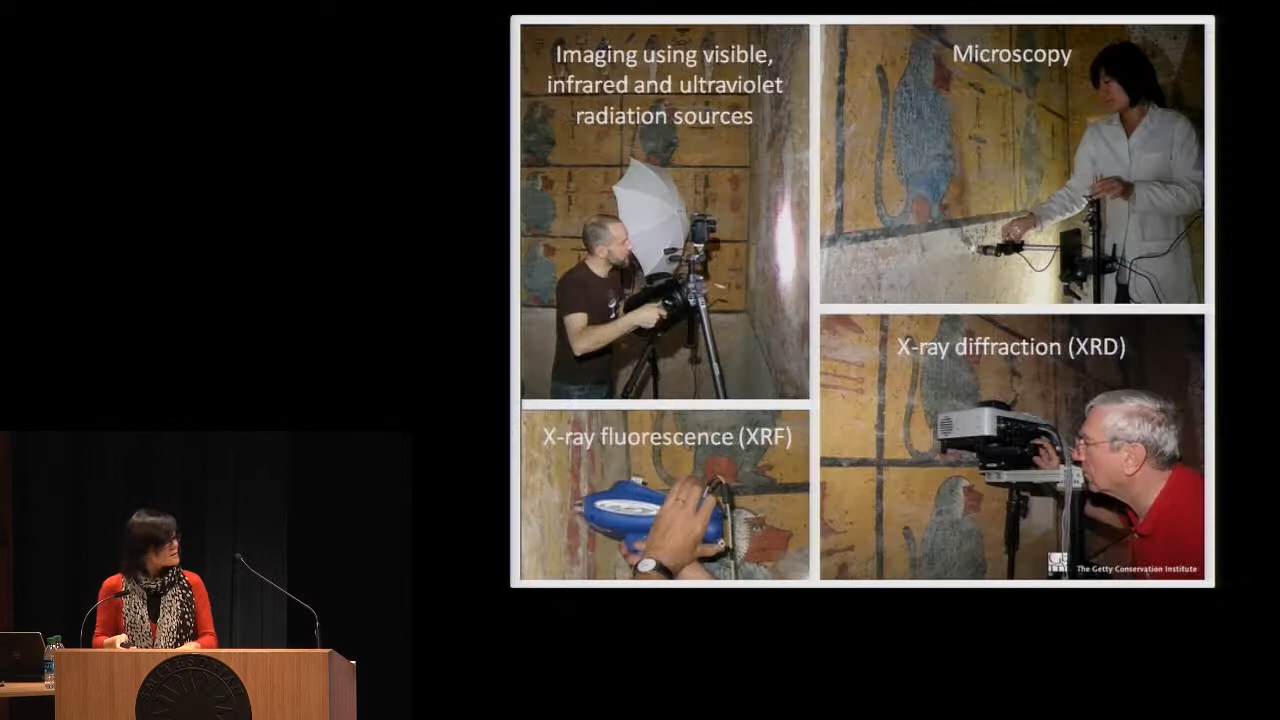 Imaging using visible,
infrared and ultraviolet
radiation sources
Microscopy
X-ray fluorescence (XRF)
X-ray diffraction (XRD)
The Getty Conservation Institute